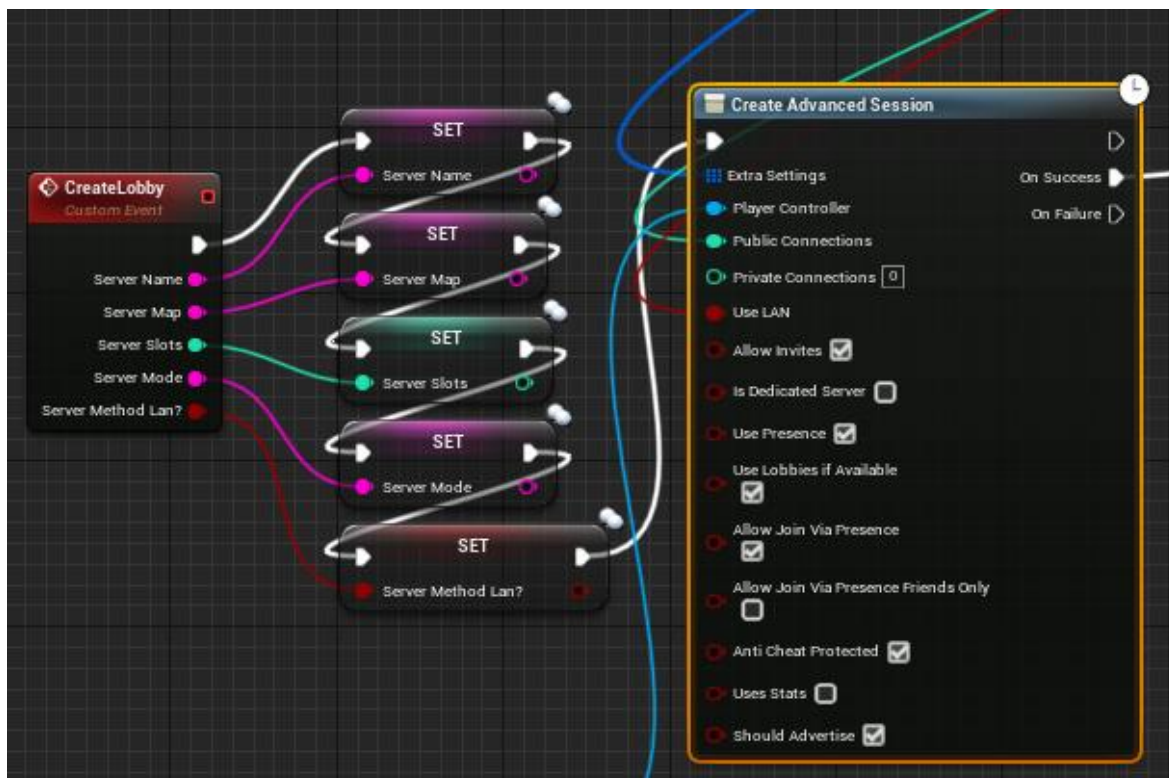 CreateLobby
Custom Event
Server Name
Server Map
Server Slots
Server Mode
Server Method Lan?
SET
Server Name
SET
Server Map
SET
Server Slots
SET
Server Mode
SET
Server Method Lan?
Create Advanced Session
Extra Settings
On Success
Player Controller
On Failure
Public Connections
Private Connections 0
Use LAN
Allow Invites
Is Dedicated Server
Use Presence
Use Lobbies if Available
Allow Join Via Presence
Allow Join Via Presence Friends Only
Anti Cheat Protected
Uses Stats
Should Advertise